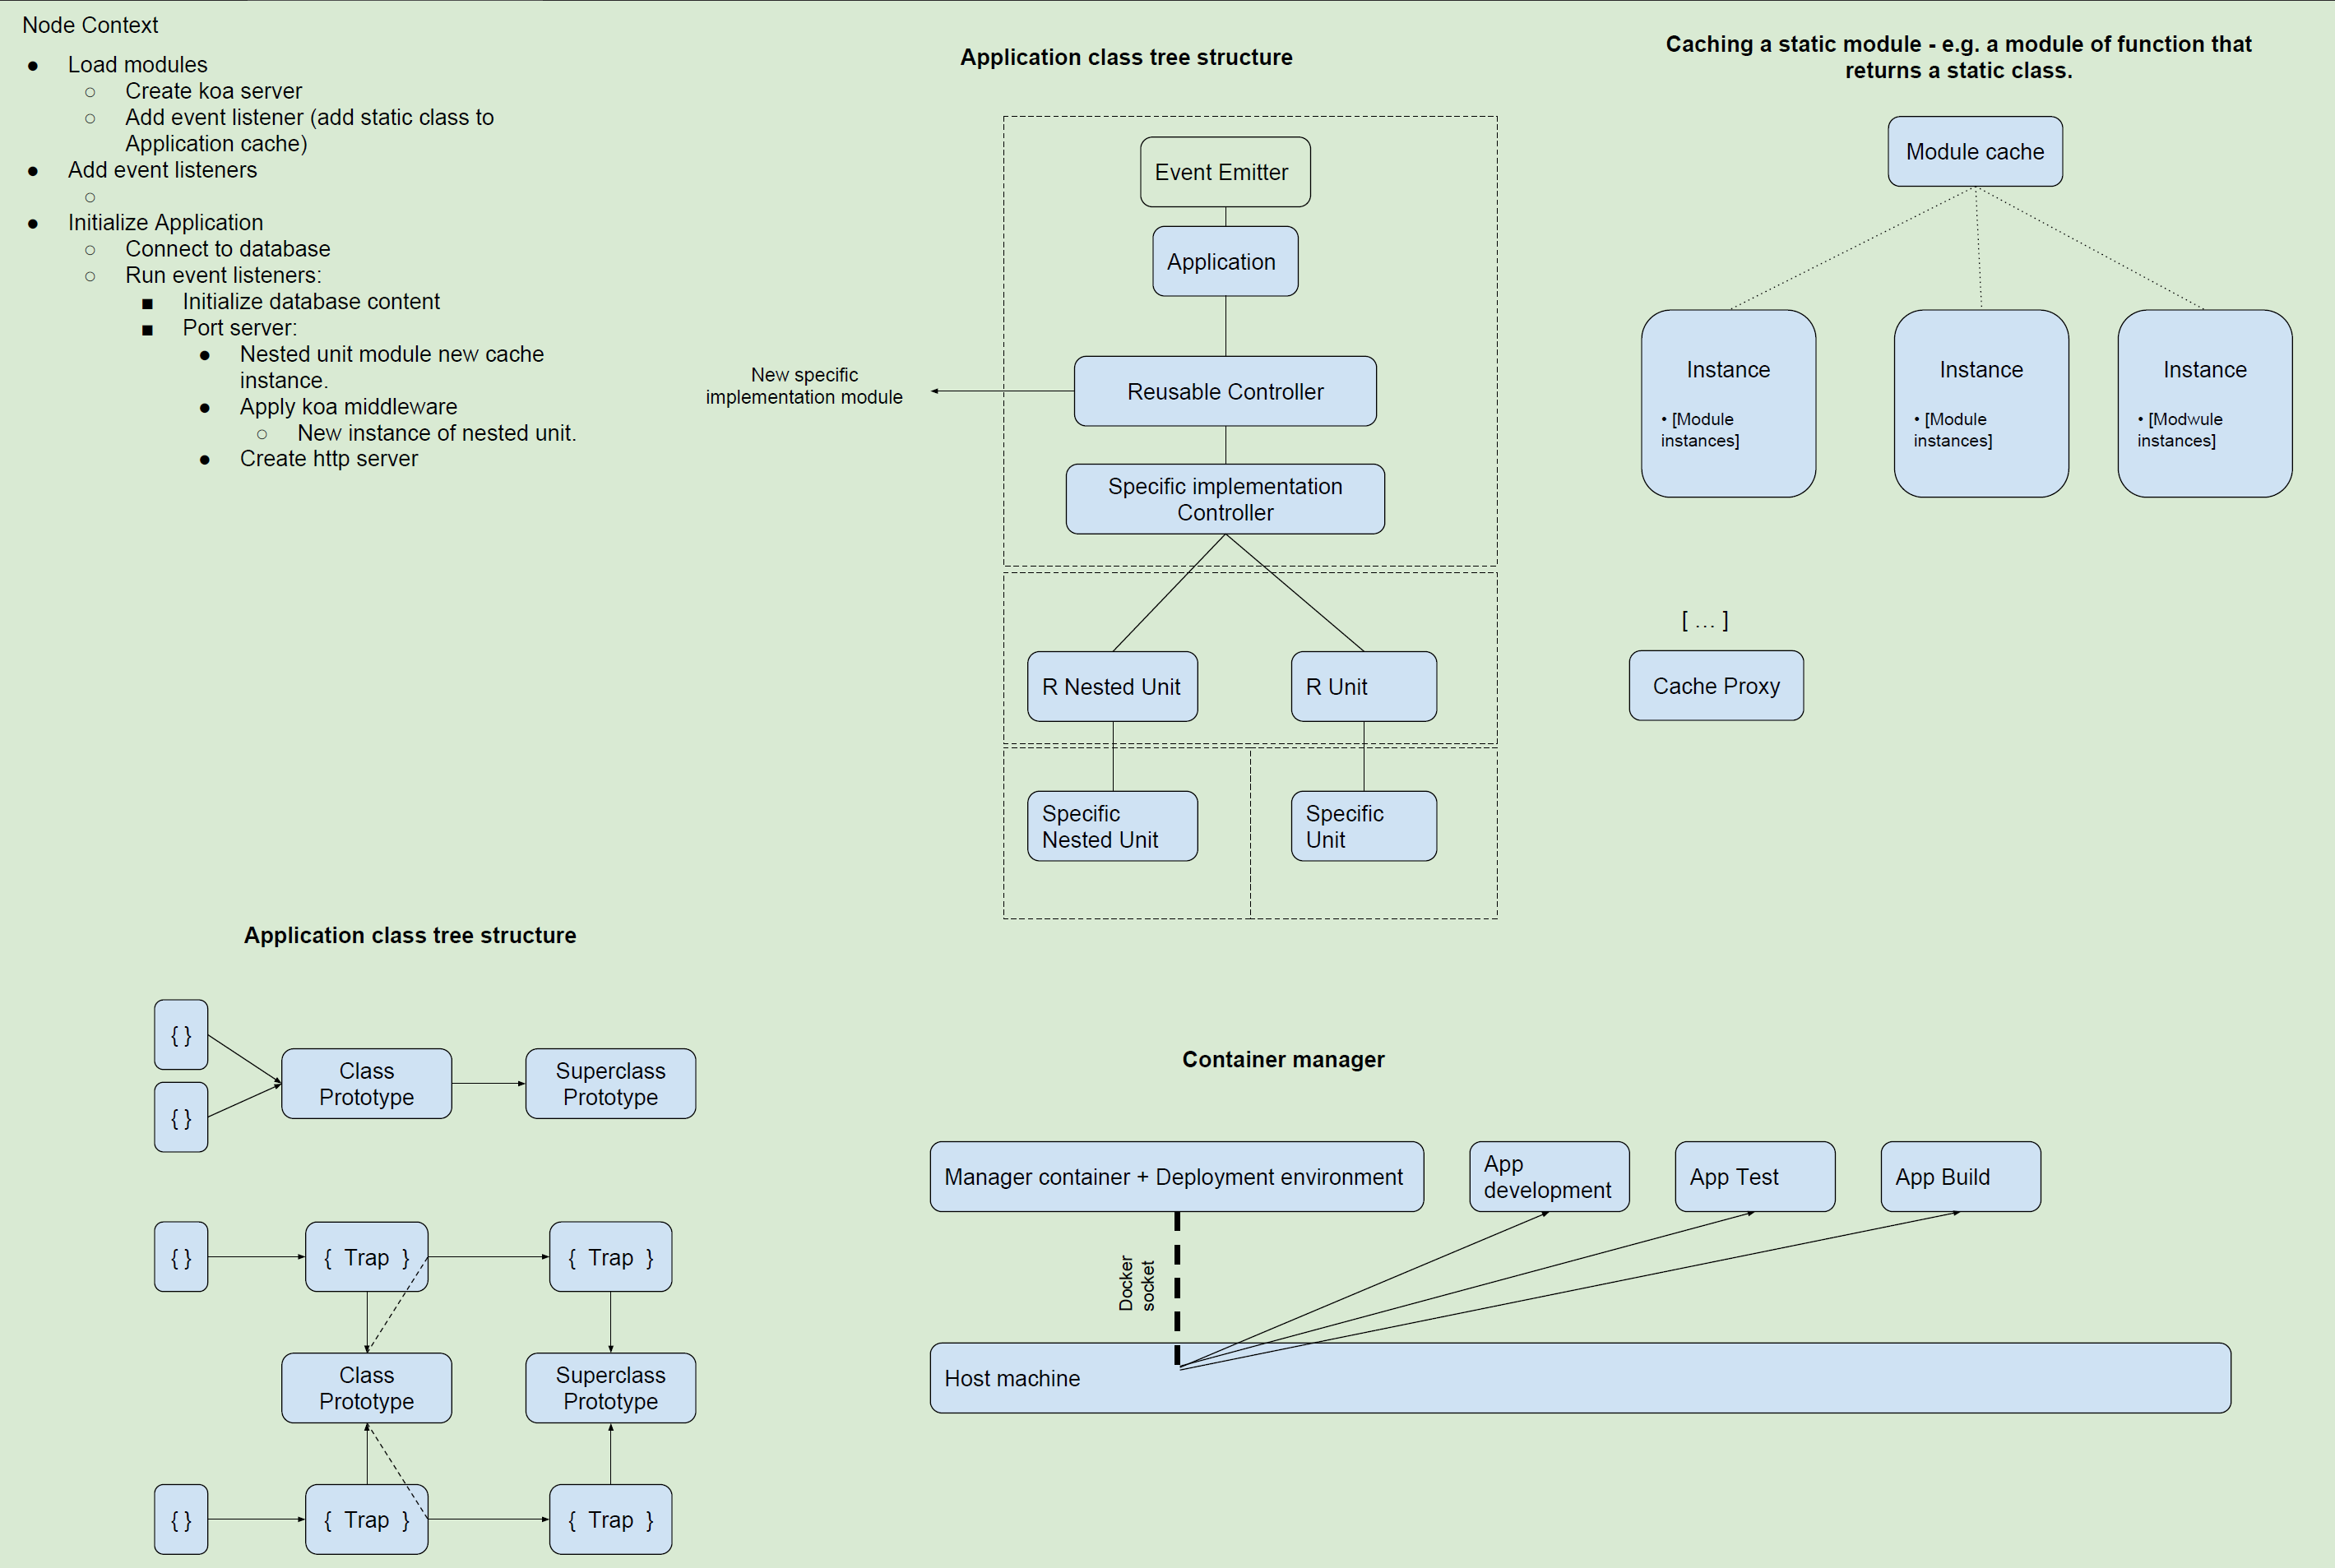 Node Context
● Load modules
○ Create koa server
○ Add event listener (add static class to
Application cache)
● Add event listeners
○
● Initialize Application
○ Connect to database
○ Run event listeners:
■ Initialize database content
■ Port server:
● Nested unit module new cache
instance.
● Apply koa middleware
○ New instance of nested unit.
● Create http server
Application class tree structure
Event Emitter
Application
New specific
implementation module
Reusable Controller
Specific implementation
Controller
R Nested Unit
R Unit
Specific
Nested Unit
Specific
Unit
Caching a static module - e.g. a module of function that
returns a static class.
Module cache
Instance
• [Module
instances]
Instance
• [Module
instances]
Instance
• [Modwule
instances]
[ ... ]
Cache Proxy
Application class tree structure
{ }
{ }
Class
Prototype
Superclass
Prototype
{ }
{ Trap }
{ Trap }
Class
Prototype
Superclass
Prototype
{ }
{ Trap }
{ Trap }
Container manager
Manager container + Deployment environment
App
development
App Test
App Build
Docker
socket
Host machine